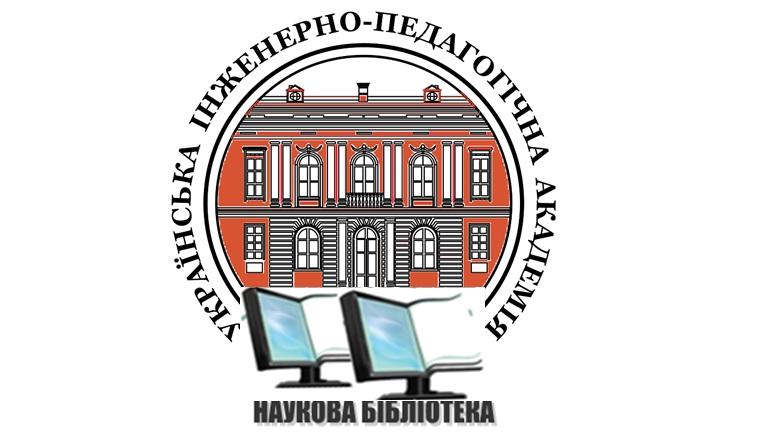 УКРАЇНСЬКА ІНЖЕНЕРНО-ПЕДАГОГІЧНА АКАДЕМІЯ
НАУКОВА БІБЛІОТЕКА